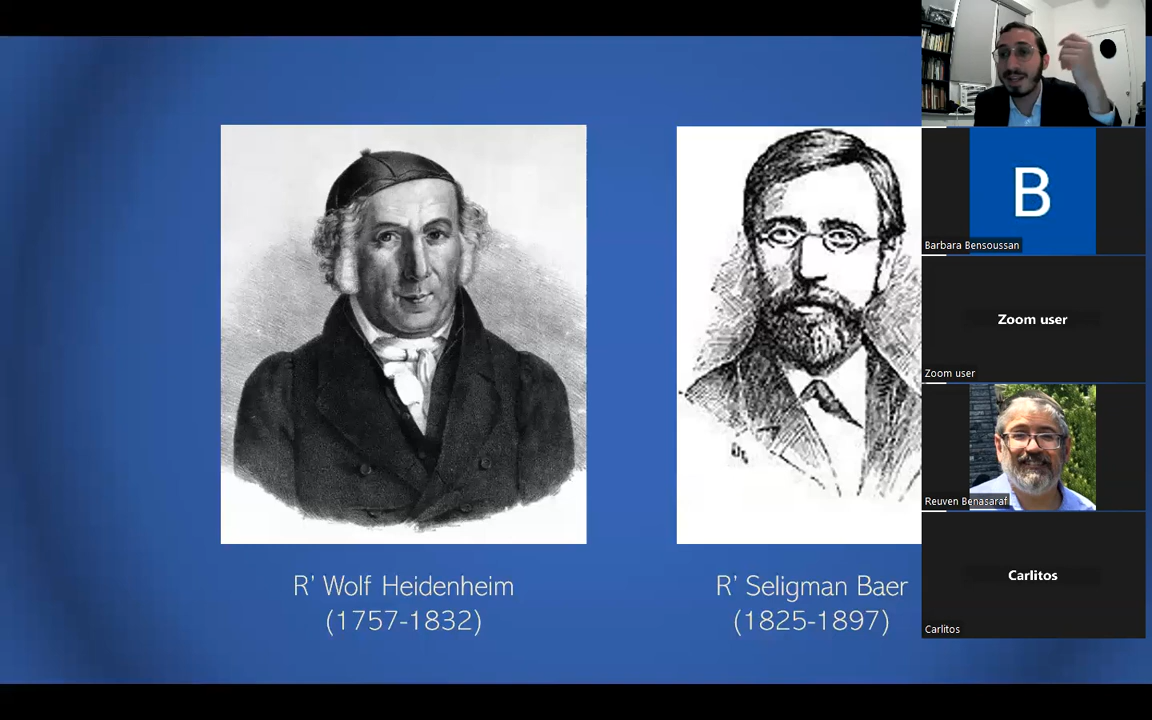 R' Wolf Heidenheim
(1757-1832)
R' Seligman Baer
(1825-1897)
B
Barbara Bensoussan
Zoom user
Zoom user
Reuven Benasaraf
Carlitos
Carlitos